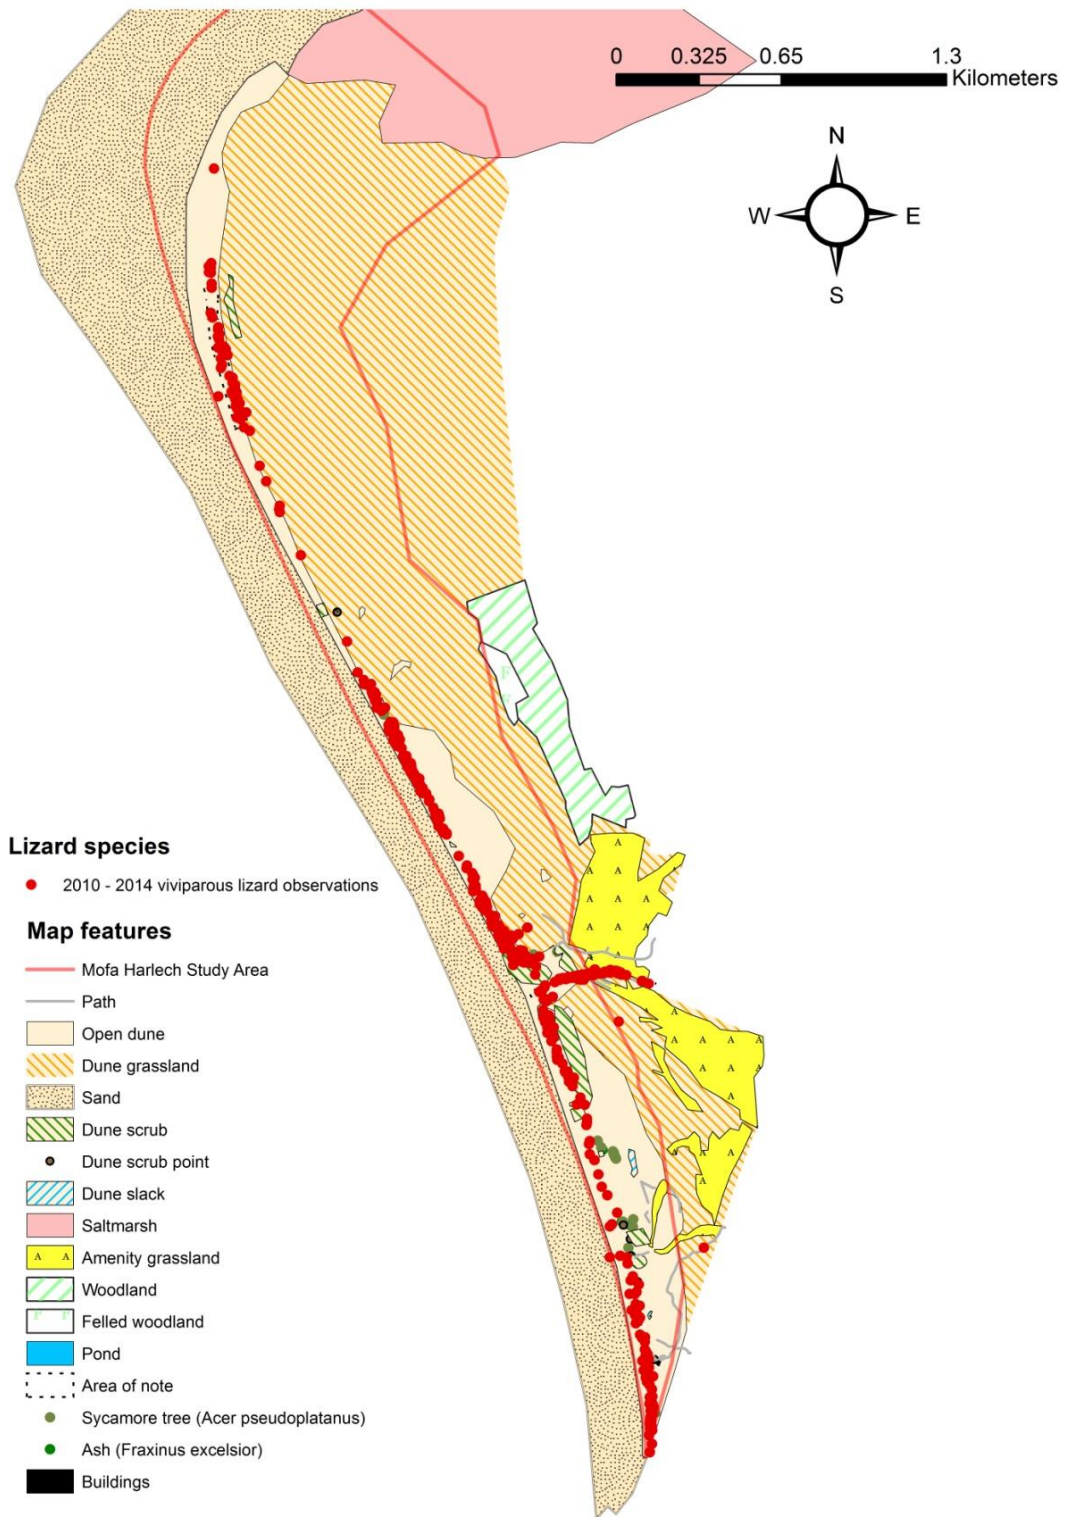 0 0.325 0.65 1.3
Kilometers
N
W E
S
Lizard species
2010 - 2014 viviparous lizard observations
Map features
Mofa Harlech Study Area
Path
Open dune
Dune grassland
Sand
Dune scrub
Dune scrub point
Dune slack
Saltmarsh
A A Amenity grassland
Woodland
F F Felled woodland
Pond
Area of note
Sycamore tree (Acer pseudoplatanus)
Ash (Fraxinus excelsior)
Buildings